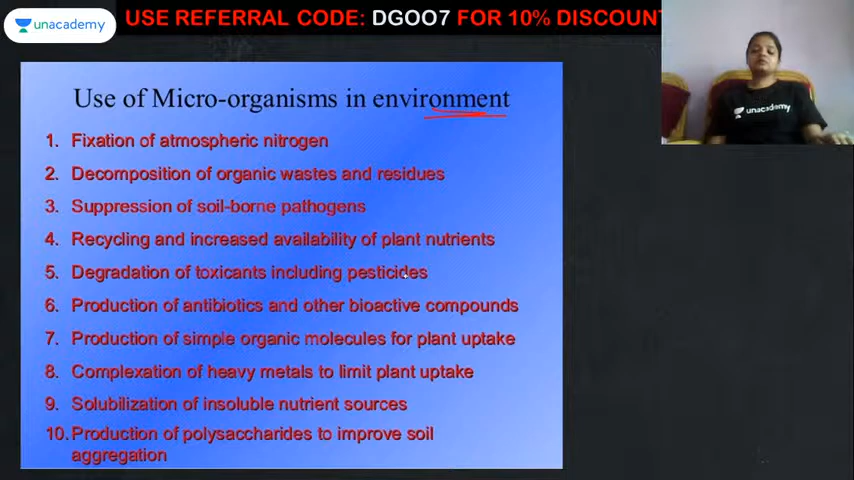 unacademy
USE REFERRAL CODE: DGOO7 FOR 10% DISCOUNT
unacademy
Use of Micro-organisms in environment
1. Fixation of atmospheric nitrogen
2. Decomposition of organic wastes and residues
3. Suppression of soil-borne pathogens
4. Recycling and increased availability of plant nutrients
5. Degradation of toxicants including pesticides
6. Production of antibiotics and other bioactive compounds
7. Production of simple organic molecules for plant uptake
8. Complexation of heavy metals to limit plant uptake
9. Solubilization of insoluble nutrient sources
10. Production of polysaccharides to improve soil
aggregation